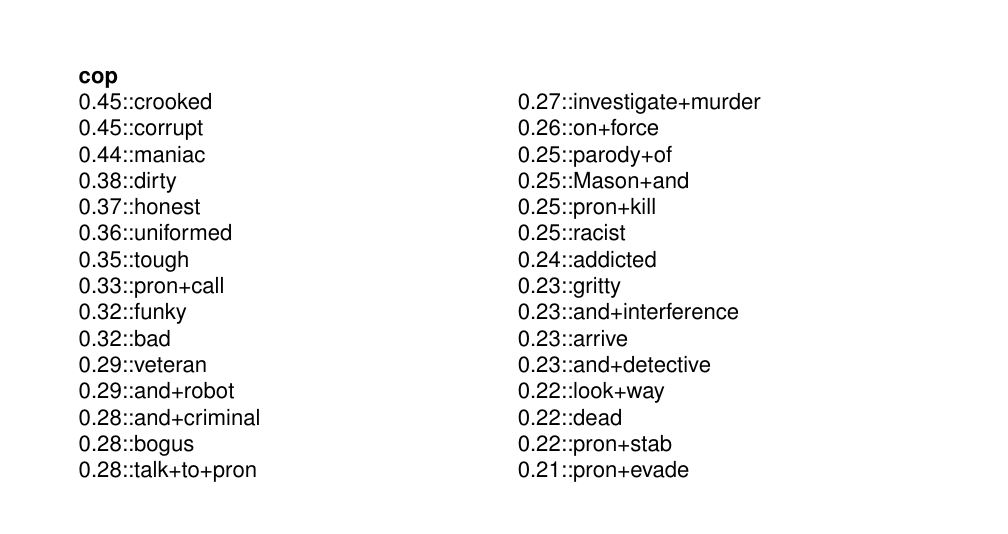 cop
0.45::crooked
0.45::corrupt
0.44::maniac
0.38::dirty
0.37::honest
0.36::uniformed
0.35::tough
0.33::pron+call
0.32::funky
0.32::bad
0.29::veteran
0.29::and+robot
0.28::and+criminal
0.28::bogus
0.28::talk+to+pron
0.27::investigate+murder
0.26::on+force
0.25::parody+of
0.25::Mason+and
0.25::pron+kill
0.25::racist
0.24::addicted
0.23::gritty
0.23::and+interference
0.23::arrive
0.23::and+detective
0.22::look+way
0.22::dead
0.22::pron+stab
0.21::pron+evade